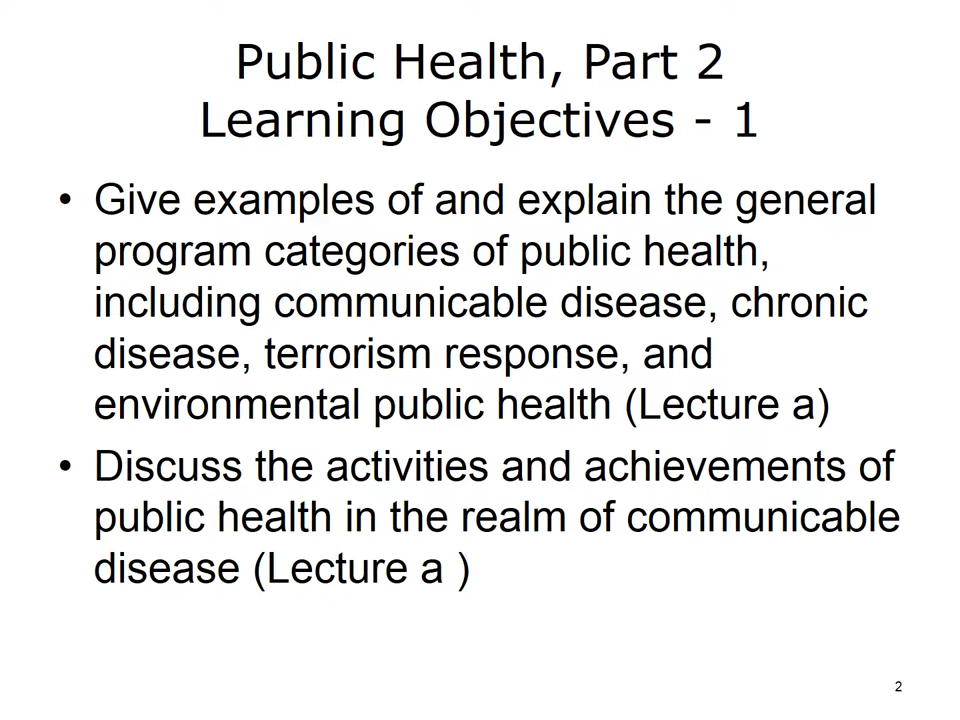 Public Health, Part 2
Learning Objectives - 1
• Give examples of and explain the general
program categories of public health,
including communicable disease, chronic
disease, terrorism response, and
environmental public health (Lecture a)
• Discuss the activities and achievements of
public health in the realm of communicable
disease (Lecture a )
2